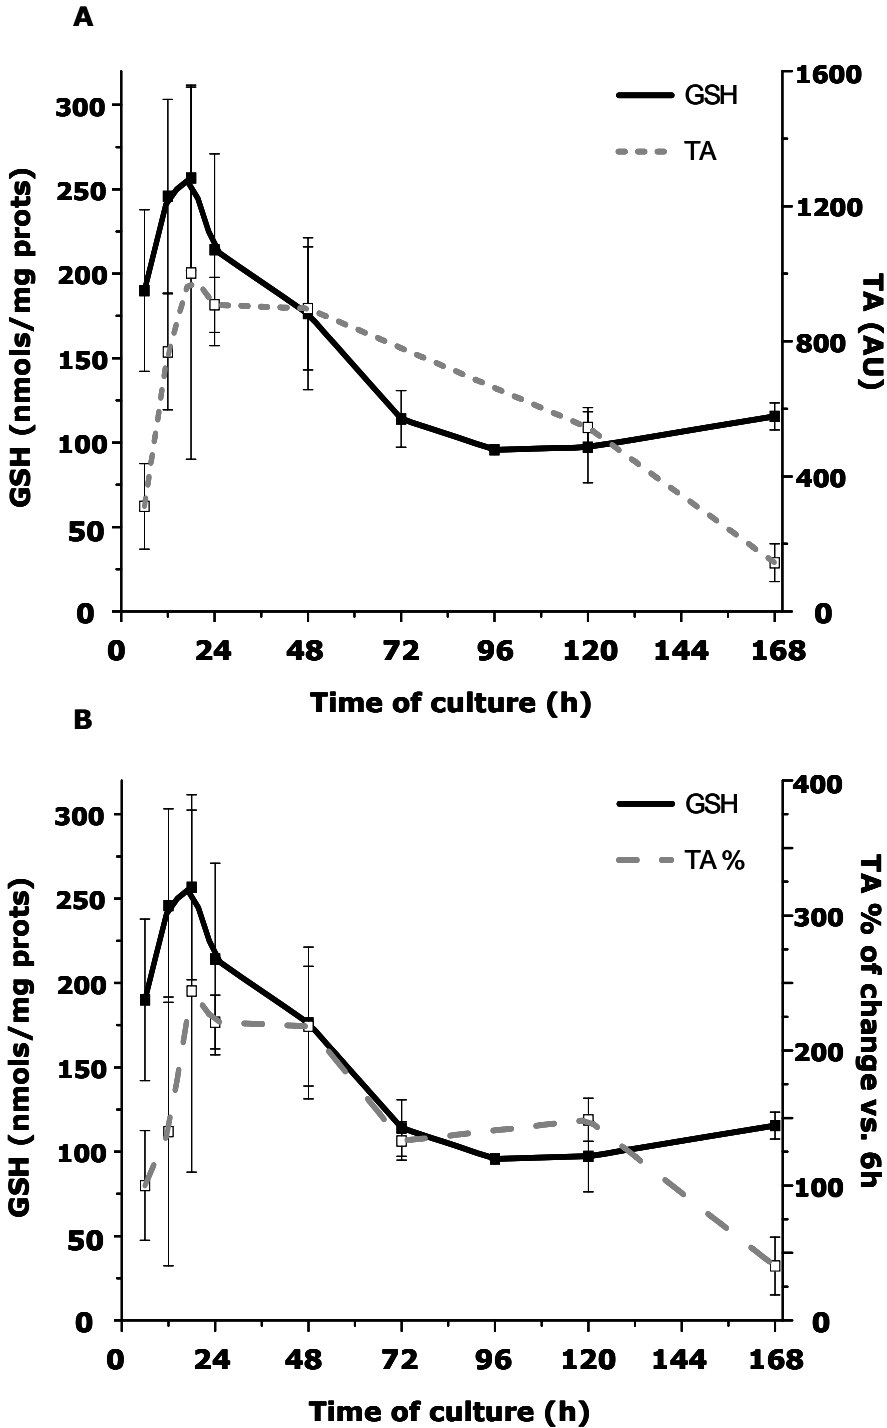 A
GSH (nmols/mg prots)
300
250
200
150
100
50
0
GSH
TA
1600
1200
800
400
0
TA (AU)
0 24 48 72 96 120 144 168
Time of culture (h)
B
GSH (nmols/mg prots)
300
250
200
150
100
50
0
GSH
TA %
400
300
200
100
0
TA % of change vs. 6h
0 24 48 72 96 120 144 168
Time of culture (h)